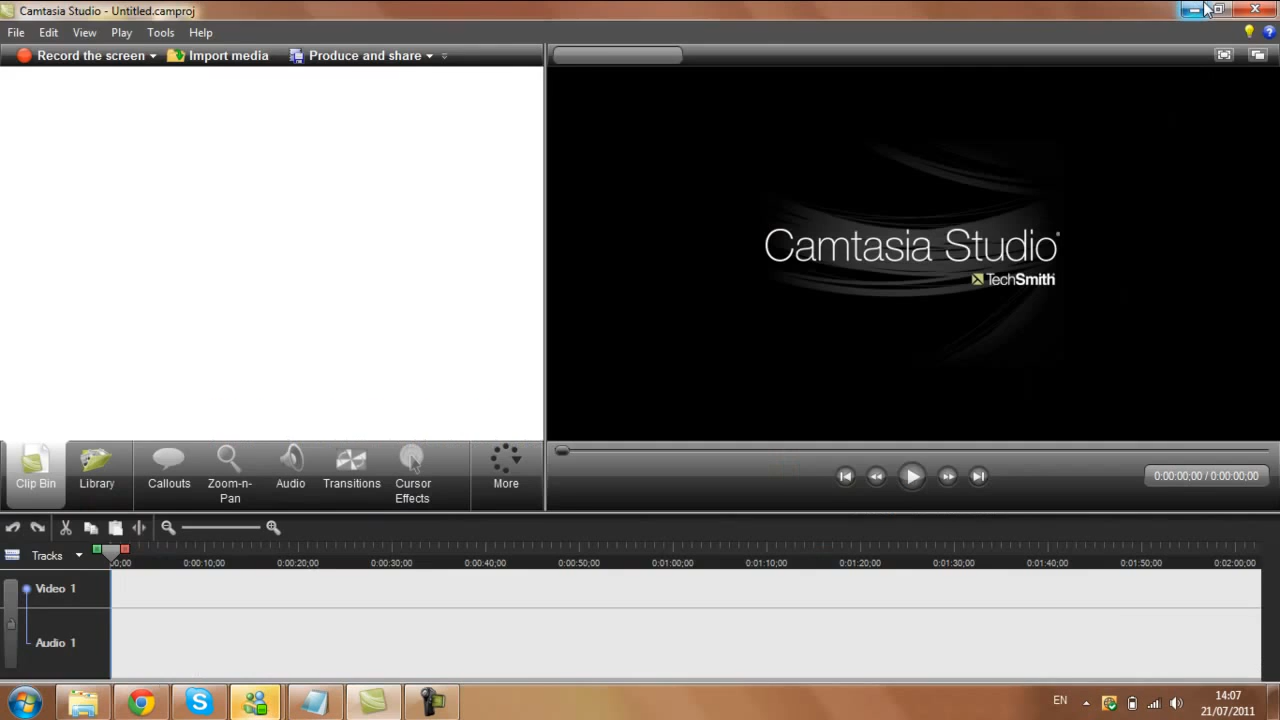 Camtasia Studio - Untitled.camproj
File Edit View Play Tools Help
Record the screen Import media Produce and share
Camtasia Studio
TechSmith
Clip Bin Library Callouts Zoom-n-Pan Audio Transitions Cursor Effects More
0:00:00;00 / 0:00:00;00
Tracks
00;00 0:00:10;00 0:00:20;00 0:00:30;00 0:00:40;00 0:00:50;00 0:01:00;00 0:01:10;00 0:01:20;00 0:01:30;00 0:01:40;00 0:01:50;00 0:02:00;00
Video 1
Audio 1
EN
14:07
21/07/2011